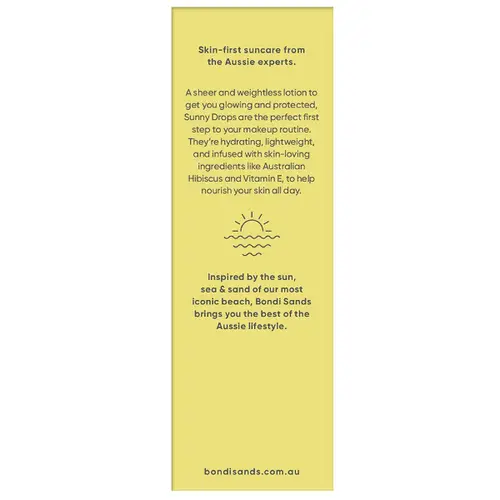 Skin-first suncare from
the Aussie experts.
A sheer and weightless lotion to
get you glowing and protected,
Sunny Drops are the perfect first
step to your makeup routine.
They're hydrating, lightweight,
and infused with skin-loving
ingredients like Australian
Hibiscus and Vitamin E, to help
nourish your skin all day.
Inspired by the sun,
sea & sand of our most
iconic beach, Bondi Sands
brings you the best of the
Aussie lifestyle.
bondisands.com.au